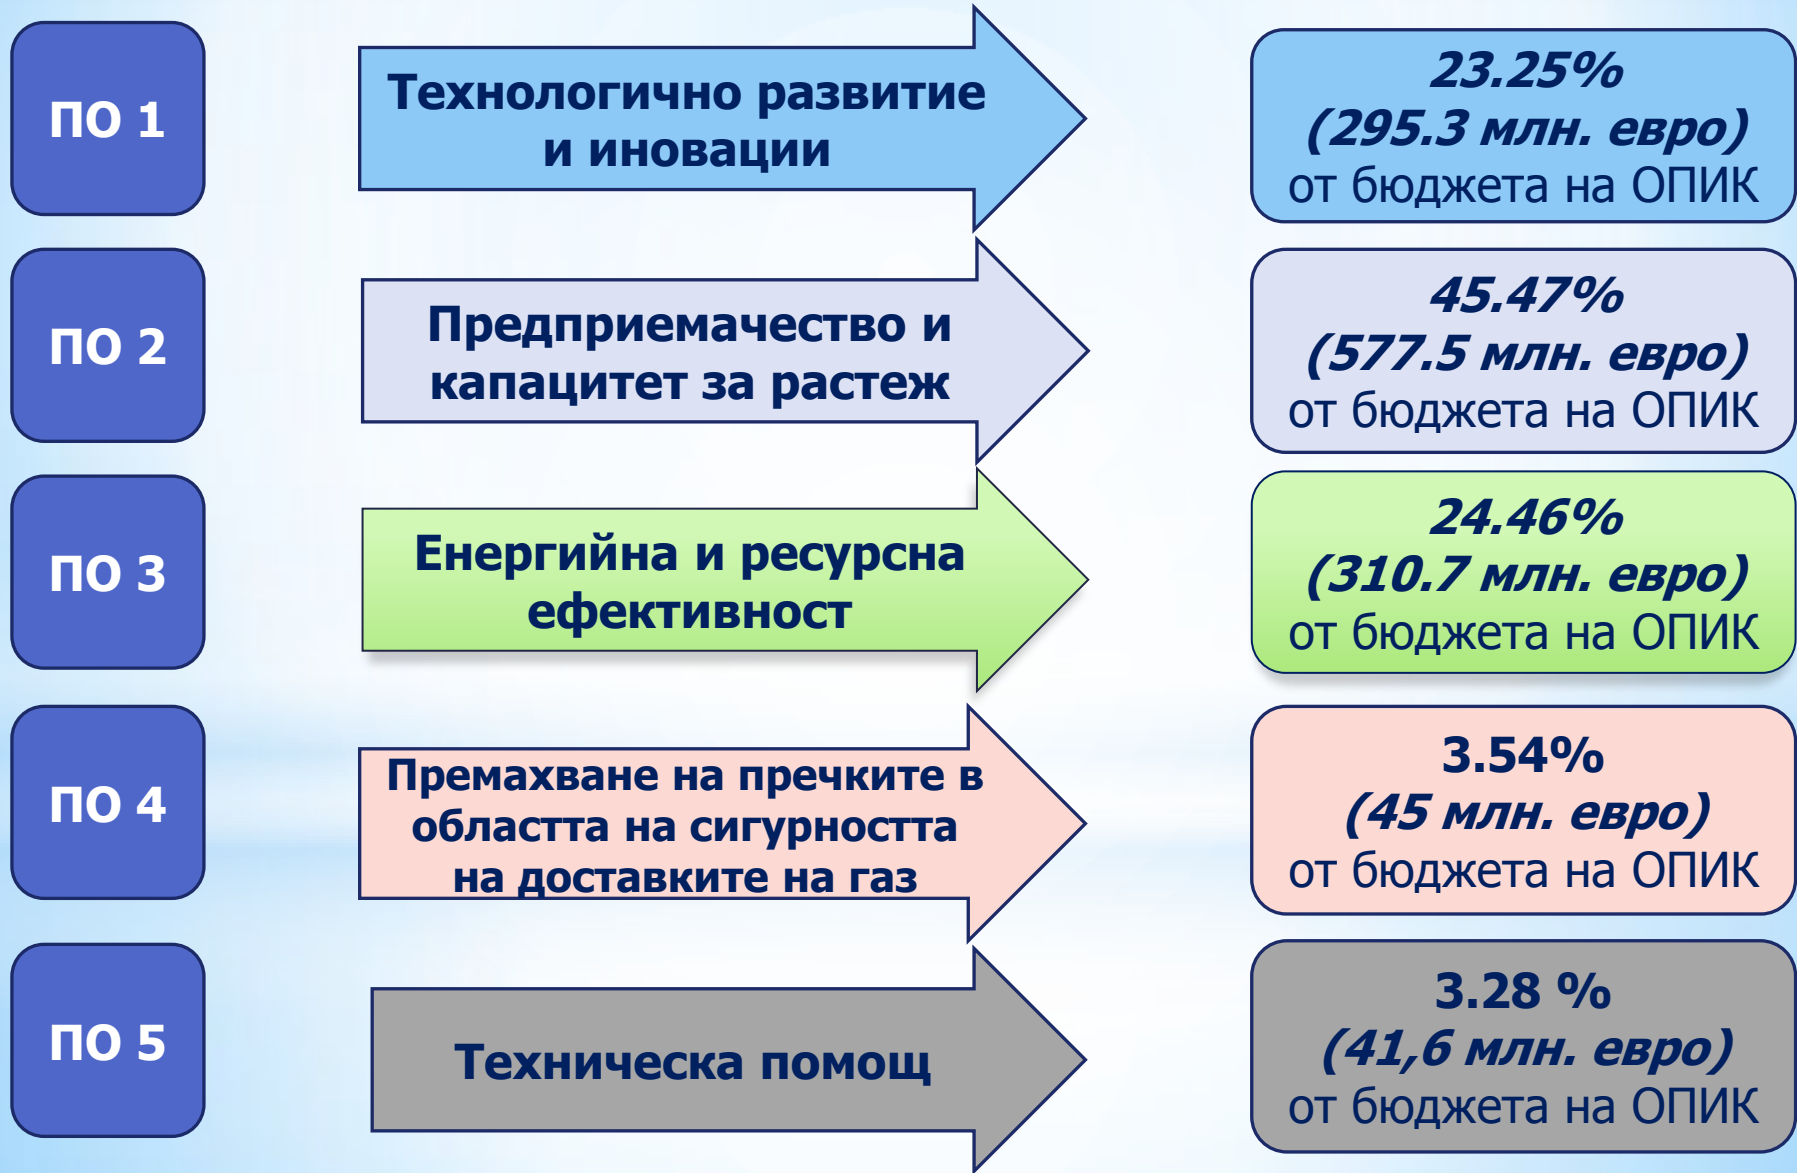 ПО 1
Технологично развитие
и иновации
23.25%
(295.3 млн. евро)
от бюджета на ОПИК
ПО 2
Предприемачество и
капацитет за растеж
45.47%
(577.5 млн. евро)
от бюджета на ОПИК
ПО 3
Енергийна и ресурсна
ефективност
24.46%
(310.7 млн. евро)
от бюджета на ОПИК
ПО 4
Премахване на пречките в
областта на сигурността
на доставките на газ
3.54%
(45 млн. евро)
от бюджета на ОПИК
ПО 5
Техническа помощ
3.28 %
(41,6 млн. евро)
от бюджета на ОПИК